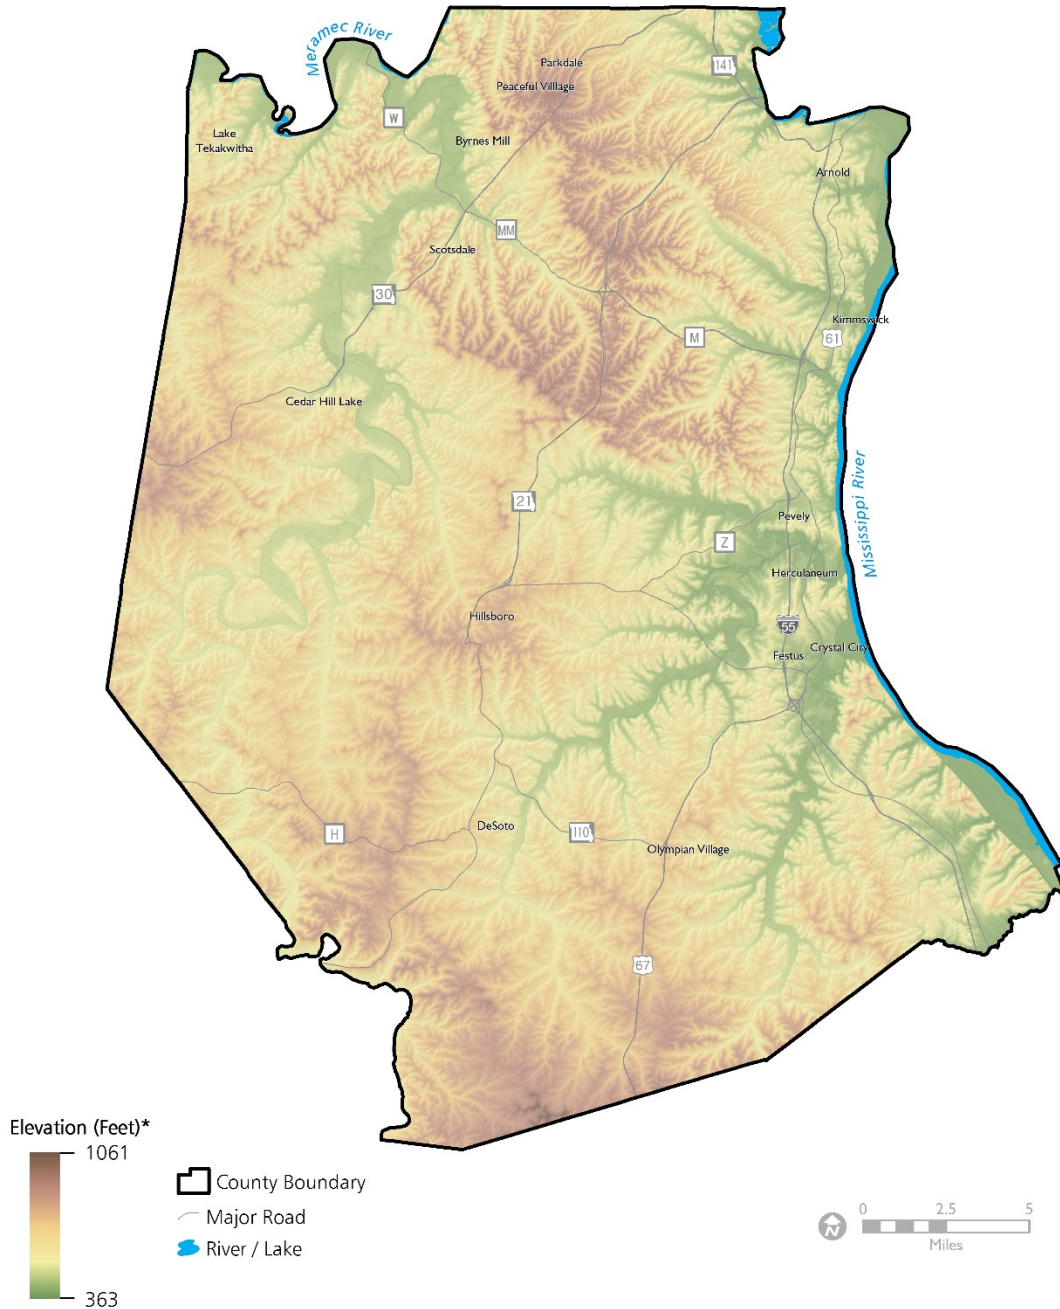 Meramec River
Parkdale
141
Peaceful Villlage
W
Lake
Tekakwitha
Byrnes Mill
Arnold
MM
Scotsdale
30
Kimmswick
M
61
Cedar Hill Lake
Mississippi River
21
Pevely
Z
Herculaneum
Hillsboro
55
Crystal City
Festus
DeSoto
H
110
Olympian Village
67
Elevation (Feet)*
1061
363
County Boundary
Major Road
River / Lake
N
0 2.5 5
Miles